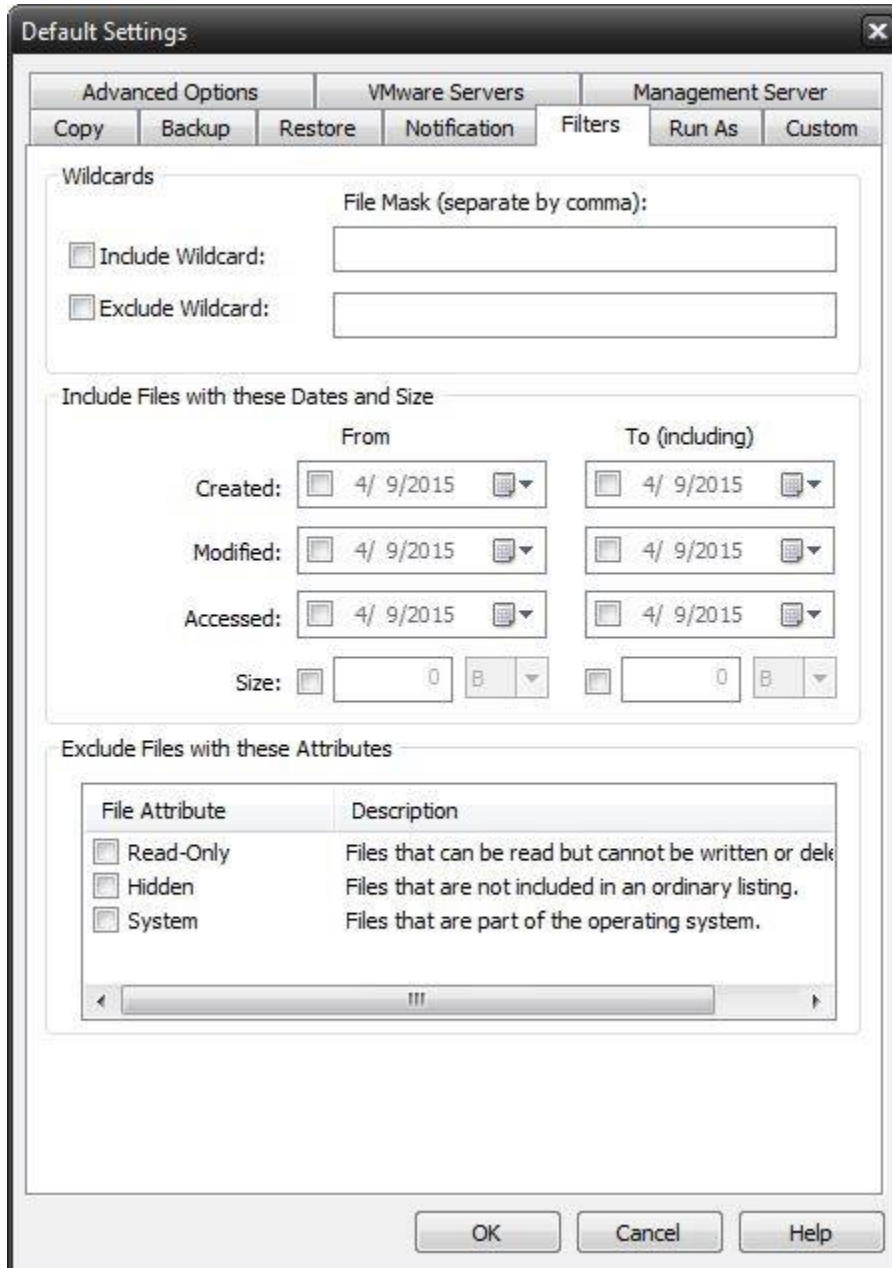 Default Settings
Advanced Options VMware Servers Management Server
Copy Backup Restore Notification Filters Run As Custom
Wildcards
File Mask (separate by comma):
Include Wildcard:
Exclude Wildcard:
Include Files with these Dates and Size
From To (including)
Created: 4/ 9/2015 4/ 9/2015
Modified: 4/ 9/2015 4/ 9/2015
Accessed: 4/ 9/2015 4/ 9/2015
Size: 0 B 0 B
Exclude Files with these Attributes
File Attribute Description
Read-Only Files that can be read but cannot be written or dele
Hidden Files that are not included in an ordinary listing.
System Files that are part of the operating system.
OK Cancel Help